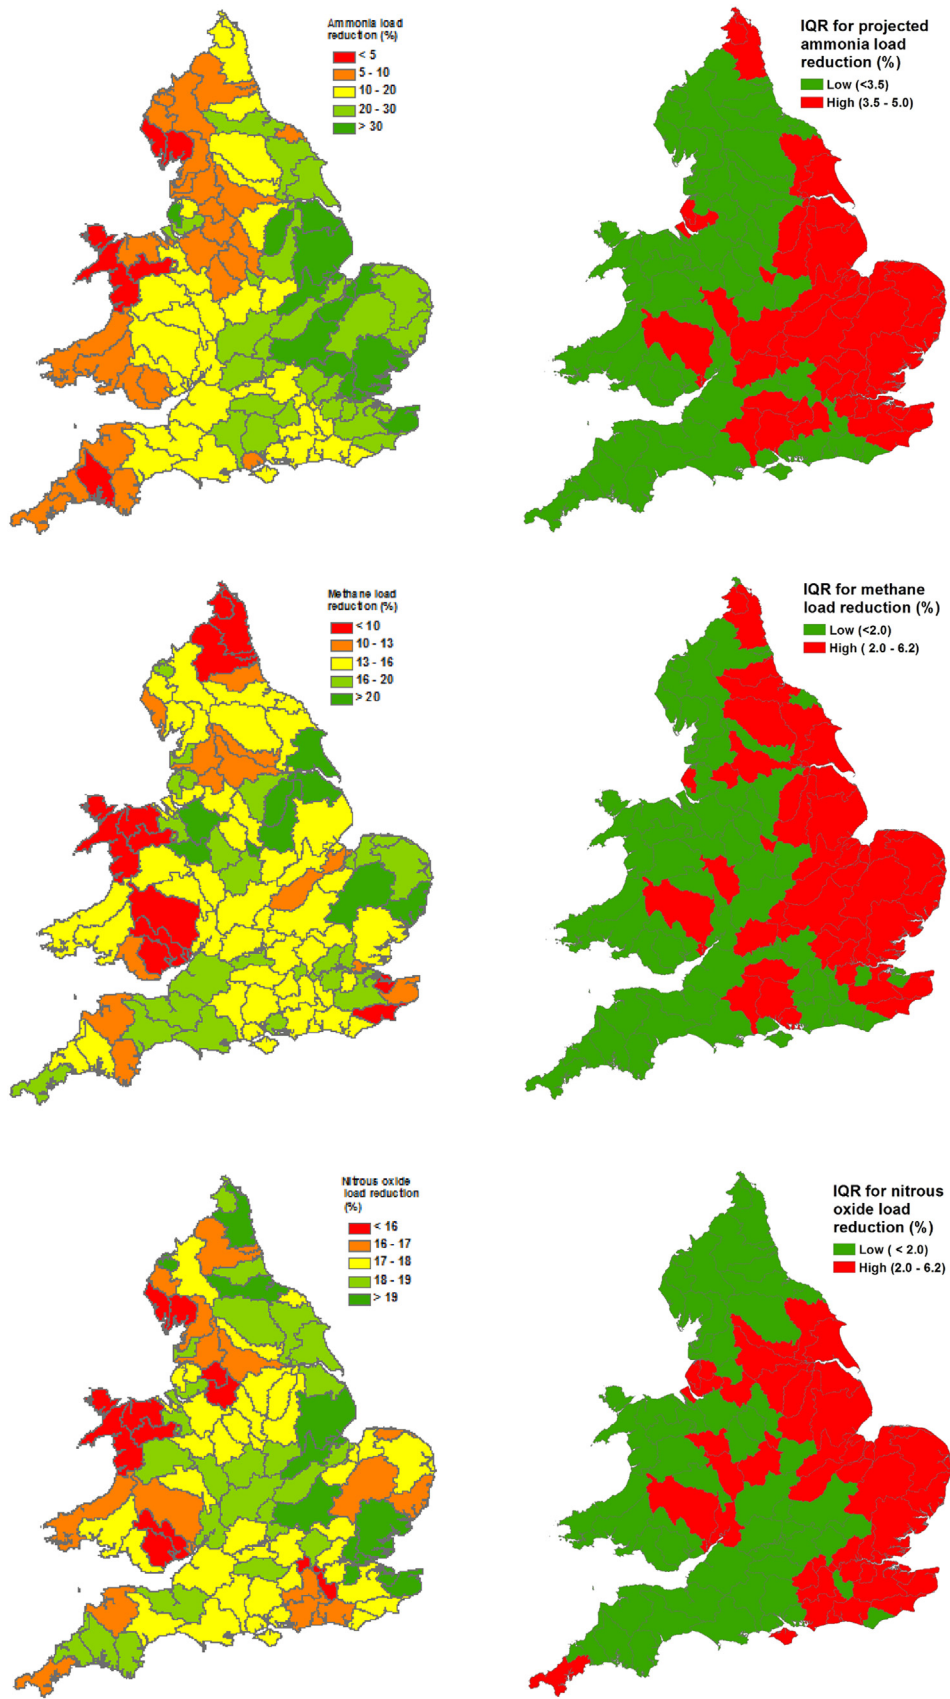 Ammonia load
reduction (%)
< 5
5 - 10
10 - 20
20 - 30
> 30
IQR for projected
ammonia load
reduction (%)
Low (<3.5)
High (3.5 - 5.0)
Methane load
reduction (%)
< 10
10 - 13
13 - 16
16 - 20
> 20
IQR for methane
load reduction (%)
Low (<2.0)
High ( 2.0 - 6.2)
Nitrous oxide
load reduction
(%)
< 16
16 - 17
17 - 18
18 - 19
> 19
IQR for nitrous
oxide load
reduction (%)
Low ( < 2.0)
High (2.0 - 6.2)